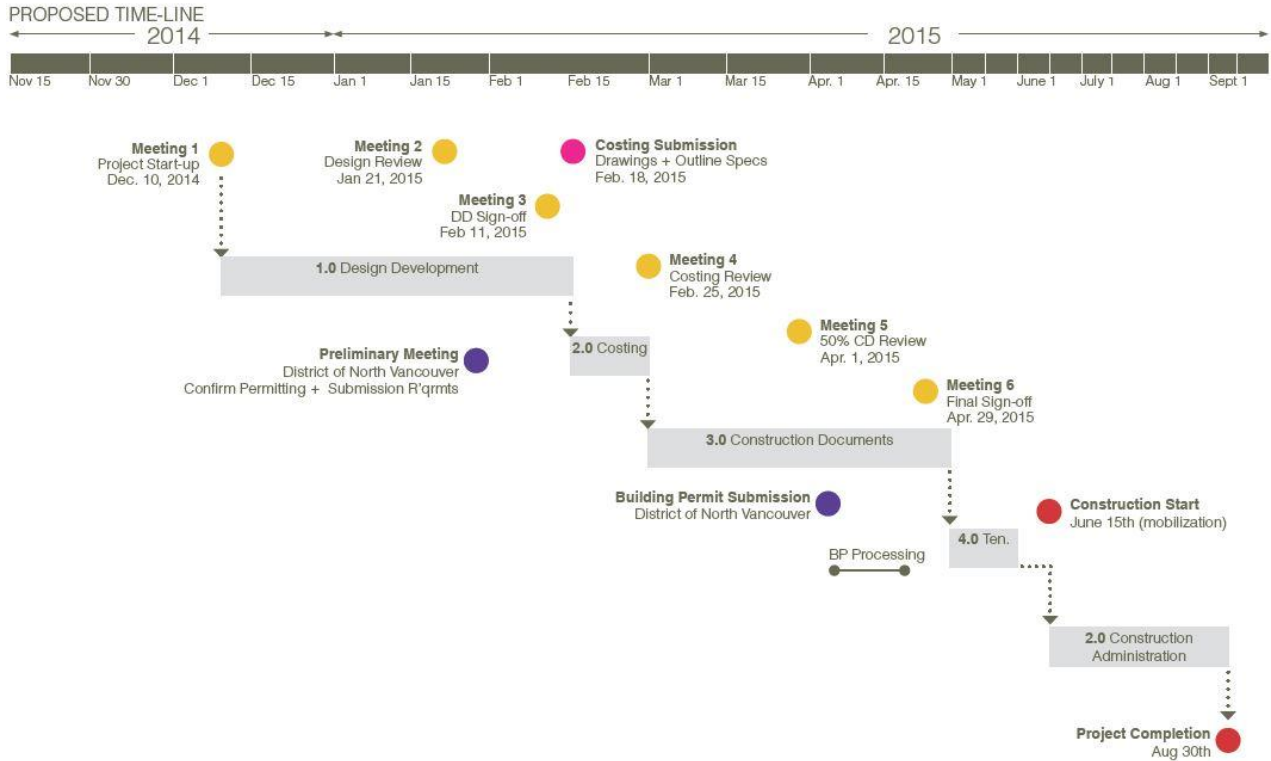 PROPOSED TIME-LINE
2014
2015
Nov 15
Nov 30
Dec 1
Dec 15
Jan 1
Jan 15
Feb 1
Feb 15
Mar 1
Mar 15
Apr. 1
Apr. 15
May 1
June 1
July 1
Aug 1
Sept 1
Meeting 1
Project Start-up
Dec. 10, 2014
Meeting 2
Design Review
Jan 21, 2015
Costing Submission
Drawings + Outline Specs
Feb. 18, 2015
Meeting 3
DD Sign-off
Feb 11, 2015
1.0 Design Development
Meeting 4
Costing Review
Feb. 25, 2015
Meeting 5
50% CD Review
Apr. 1, 2015
2.0 Costing
Preliminary Meeting
District of North Vancouver
Confirm Permitting + Submission R'qrmts
Meeting 6
Final Sign-off
Apr. 29, 2015
3.0 Construction Documents
Building Permit Submission
District of North Vancouver
Construction Start
June 15th (mobilization)
4.0 Ten.
BP Processing
2.0 Construction
Administration
Project Completion
Aug 30th